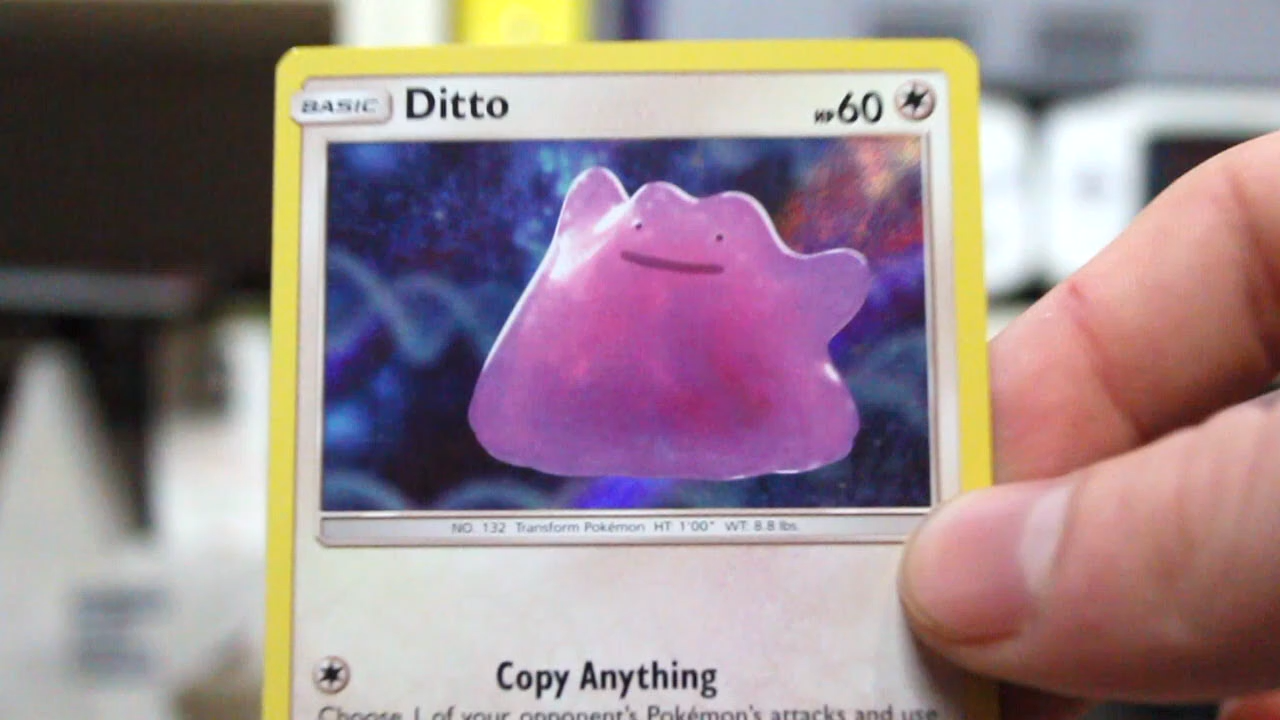 BASIC Ditto HP60
NO. 132 Transform Pokémon HT: 1'00" WT: 8.8 lbs.
Copy Anything
Choose 1 of your opponent's Pokémon's attacks and use